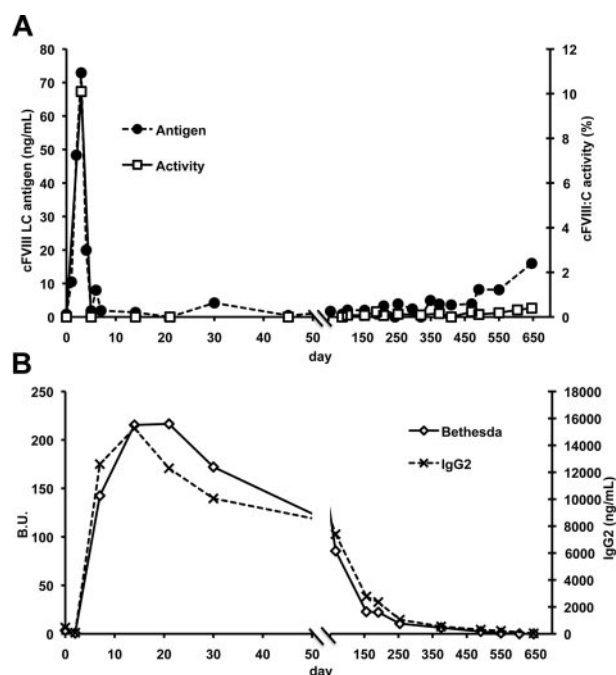 A
80
70
60
50
40
30
20
10
0
cFVIII LC antigen (ng/mL)
Antigen
Activity
12
10
8
6
4
2
0
cFVIII:C activity (%)
0 10 20 30 40 50 50 150 250 350 450 550 650
day
B
250
200
150
100
50
0
B.U.
Bethesda
IgG2
18000
16000
14000
12000
10000
8000
6000
4000
2000
0
IgG2 (ng/mL)
0 10 20 30 40 50 50 150 250 350 450 550 650
day